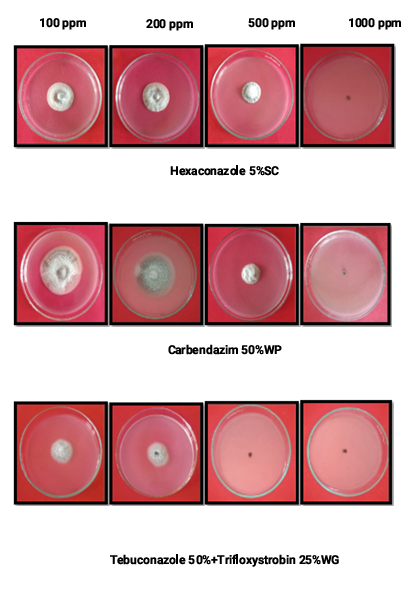 100 ppm 200 ppm 500 ppm 1000 ppm
Hexaconazole 5%SC
Carbendazim 50%WP
Tebuconazole 50%+Trifloxystrobin 25%WG